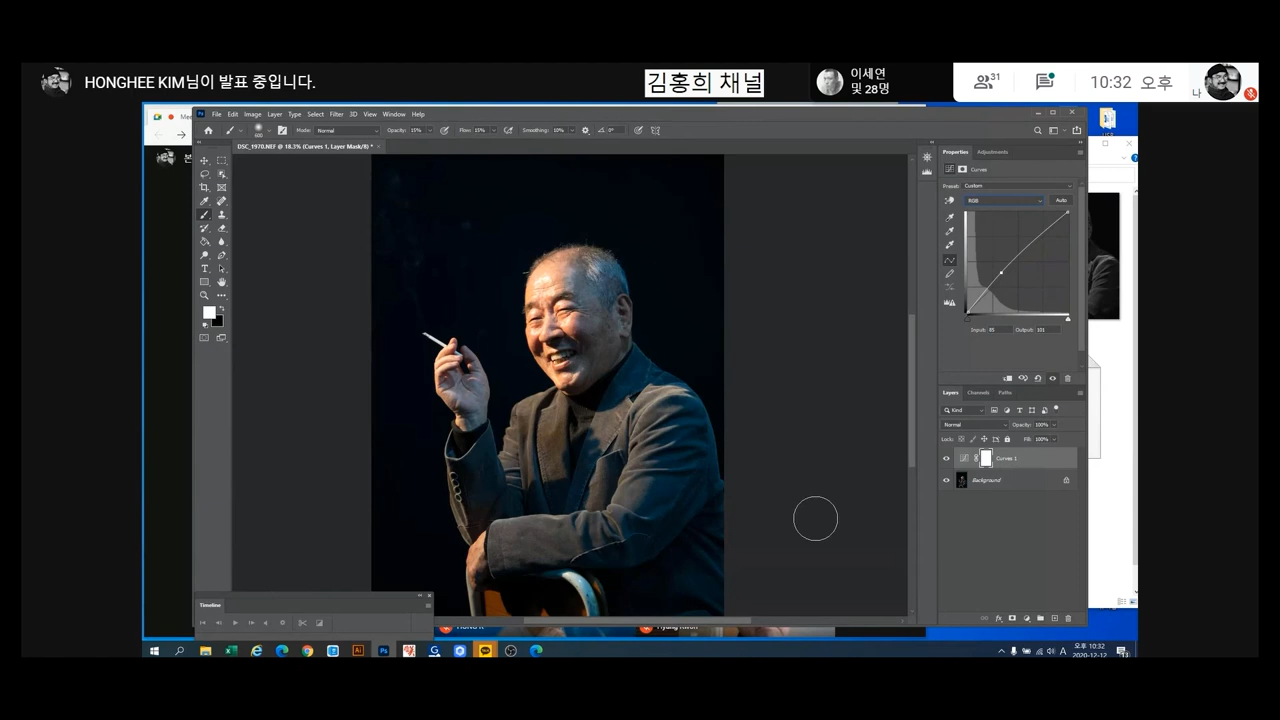 HONGHEE KIM님이 발표 중입니다.
김홍희 채널
이세연
및 28명
31
10:32 오후
나
File Edit Image Layer Type Select Filter 3D View Window Help
Mode: Normal Opacity: 15% Flow: 15% Smoothing: 10% 0°
DSC_1970.NEF @ 18.3% (Curves 1, Layer Mask/8) *
Properties Adjustments
Curves
Preset: Custom
RGB Auto
Input: 85 Output: 101
Layers Channels Paths
Kind
Normal Opacity: 100%
Lock: Fill: 100%
Curves 1
Background
Timeline
오후 10:32
2020-12-12